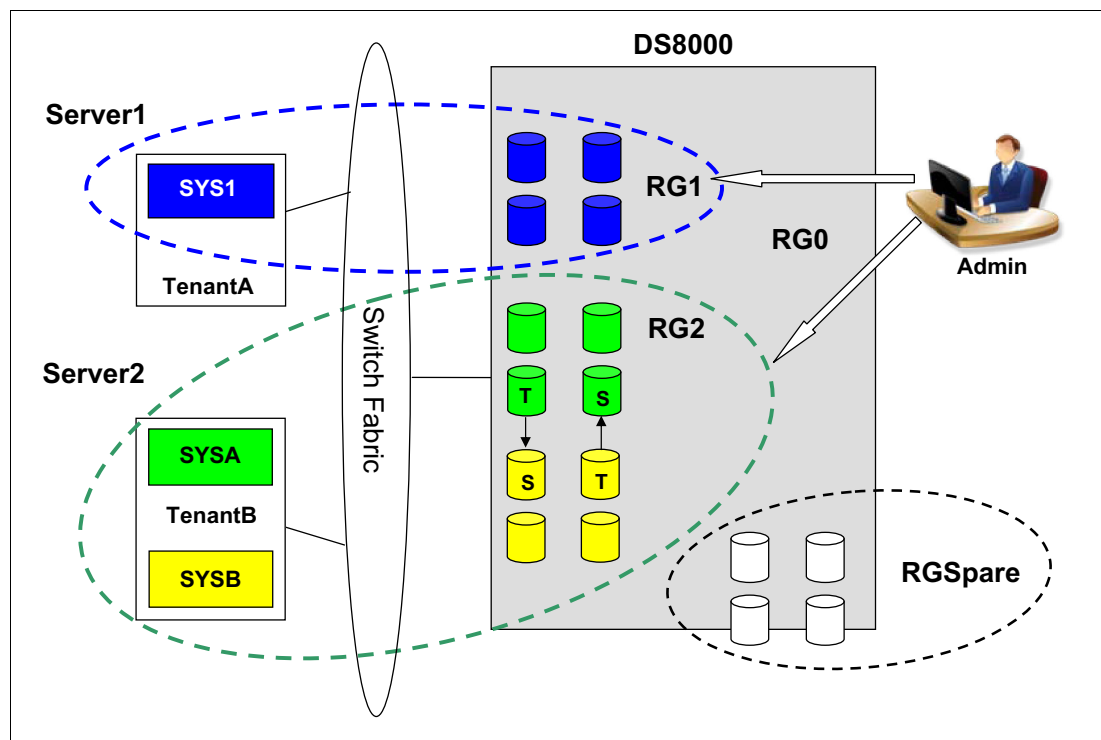 DS8000
Server1
SYS1
TenantA
RG1
RG0
Admin
Switch Fabric
RG2
Server2
T
S
SYSA
S
T
TenantB
SYSB
RGSpare